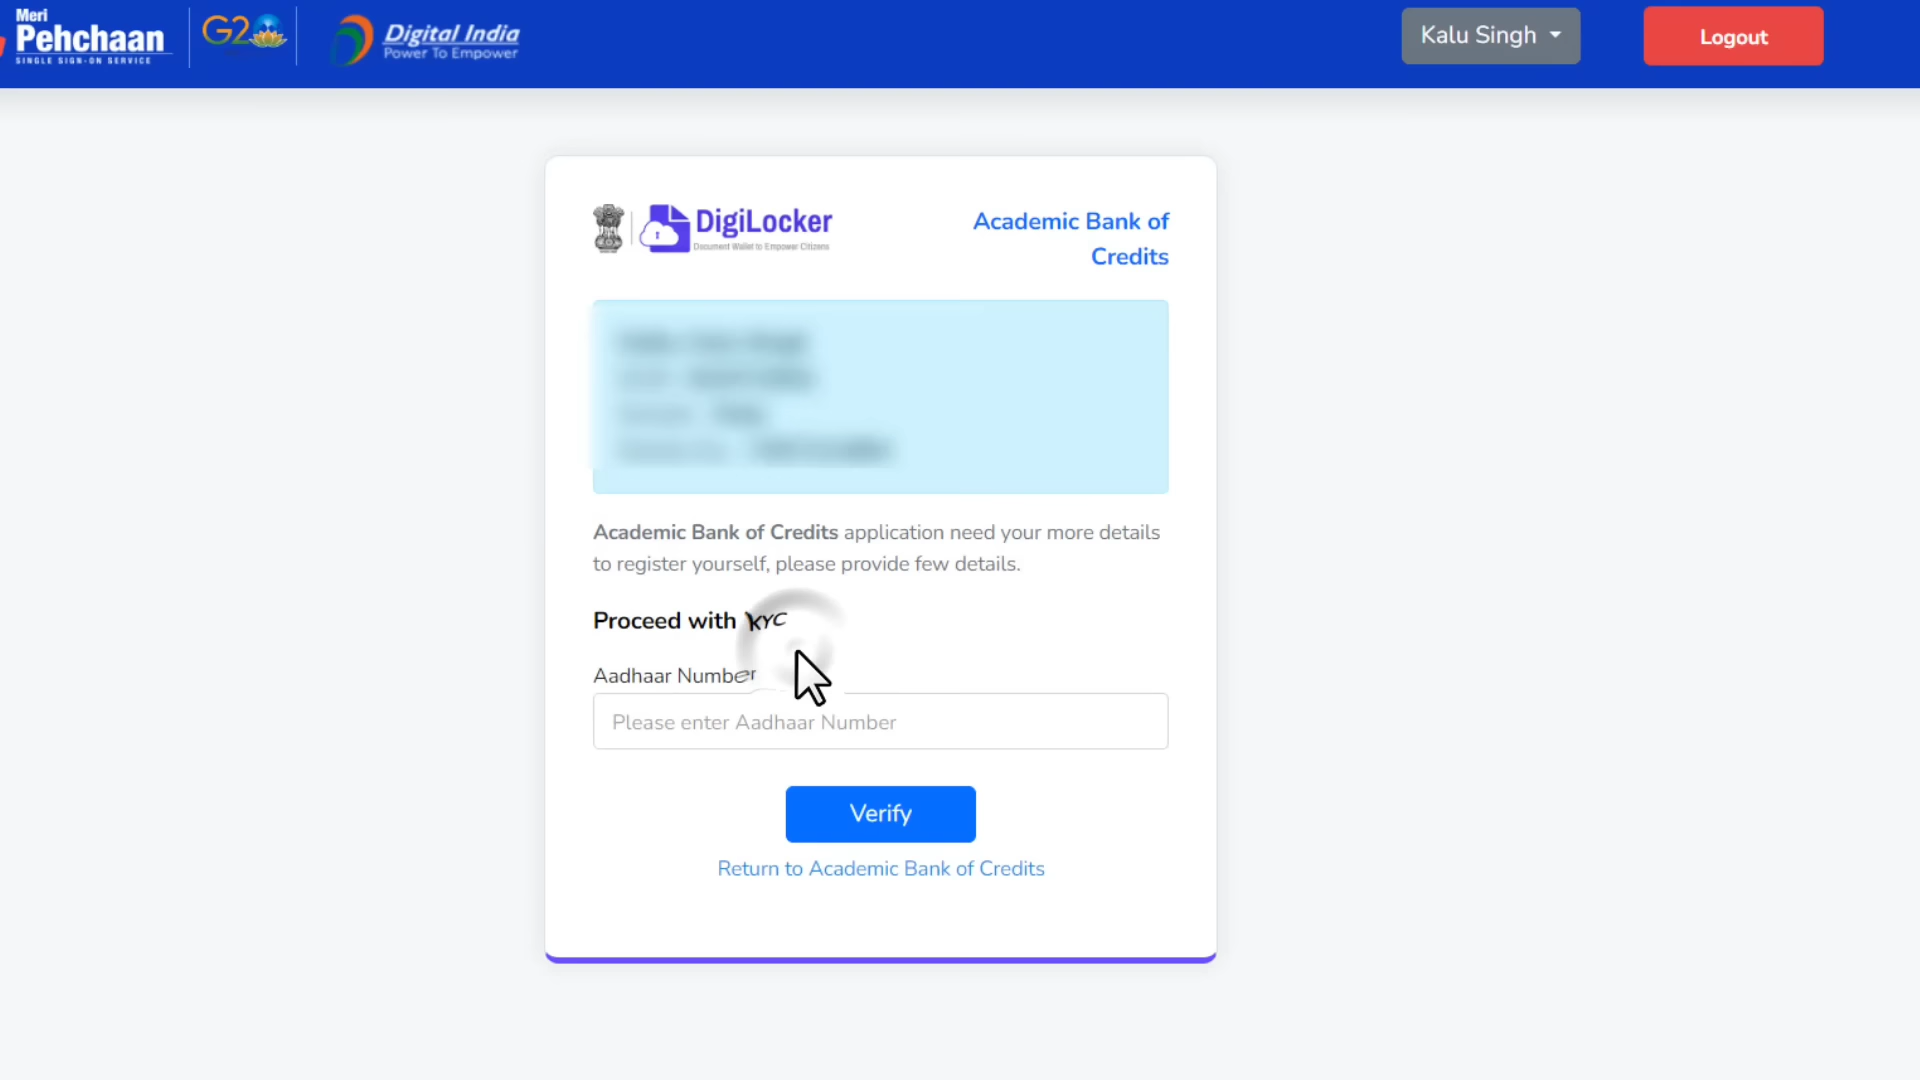 Meri
Pehchaan
SINGLE SIGN-ON SERVICE
G20
Digital India
Power To Empower
Kalu Singh
Logout
DigiLocker
Document Wallet to Empower Citizens
Academic Bank of
Credits
Academic Bank of Credits application need your more details
to register yourself, please provide few details.
Proceed with KYC
Aadhaar Number
Please enter Aadhaar Number
Verify
Return to Academic Bank of Credits